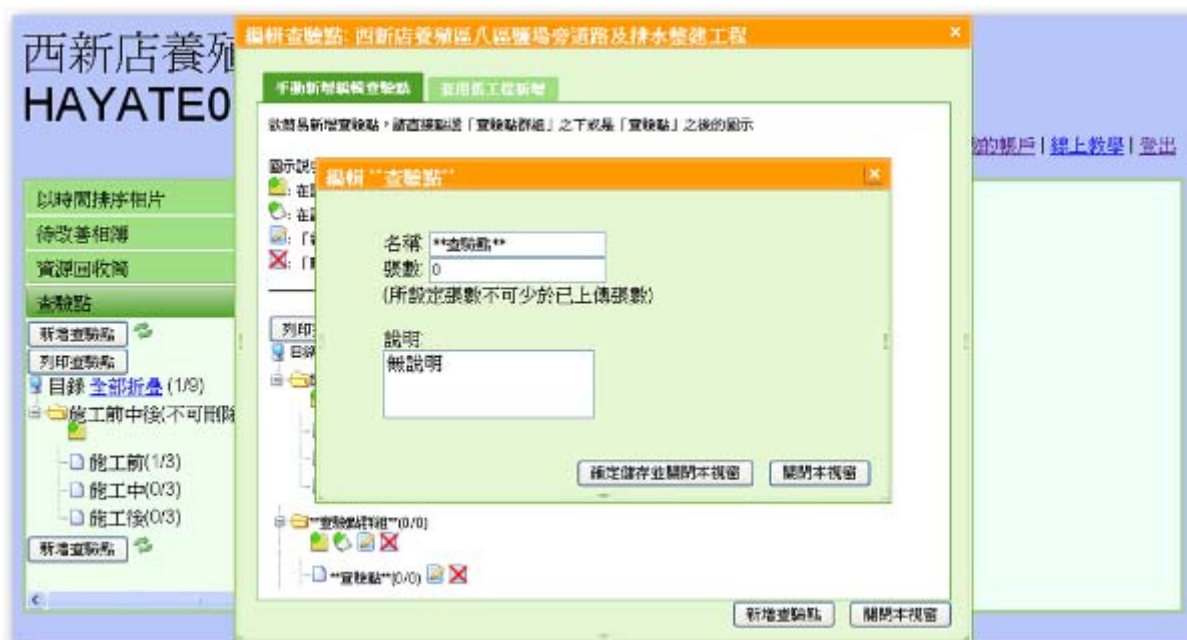 西新店養殖
HAYATE0
的帳戶 | 線上教學 | 登出
以時間排序相片
待改善相簿
資源回收筒
查驗點
新增查驗點
列印查驗點
目錄 全部折疊 (1/9)
施工前中後(不可刪除
施工前(1/3)
施工中(0/3)
施工後(0/3)
新增查驗點
編輯查驗點: 西新店養殖區八區鹽場旁道路及排水整建工程
手動新增編輯查驗點 套用舊工程新增
欲簡易新增查驗點,請直接點選「查驗點群組」之下或是「查驗點」之後的圖示
圖示說
: 在
: 在
: 「
: 「
列印
目錄
編輯 **查驗點**
名稱: **查驗點**
張數: 0
(所設定張數不可少於已上傳張數)
說明:
無說明
確定儲存並關閉本視窗 關閉本視窗
**查驗點群組**(0/0)
**查驗點**(0/0)
新增查驗點 關閉本視窗